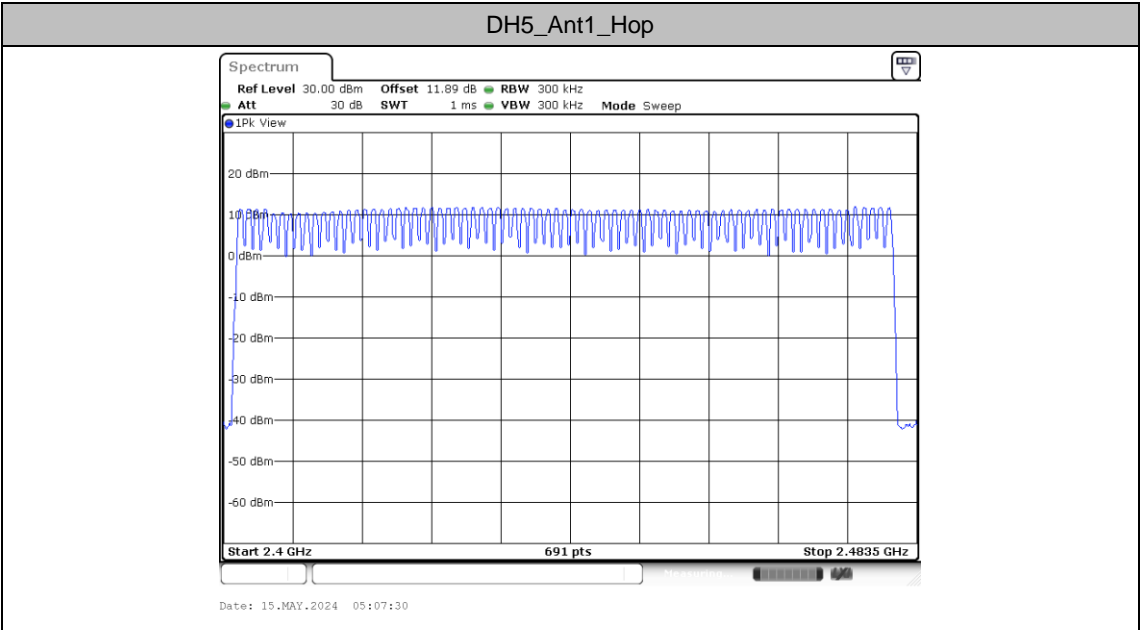 DH5_Ant1_Hop
Spectrum
Ref Level 30.00 dBm Offset 11.89 dB RBW 300 kHz
Att 30 dB SWT 1 ms VBW 300 kHz Mode Sweep
1Pk View
20 dBm
10 dBm
0 dBm
-10 dBm
-20 dBm
-30 dBm
-40 dBm
-50 dBm
-60 dBm
Start 2.4 GHz 691 pts Stop 2.4835 GHz
Measuring...
Date: 15.MAY.2024 05:07:30